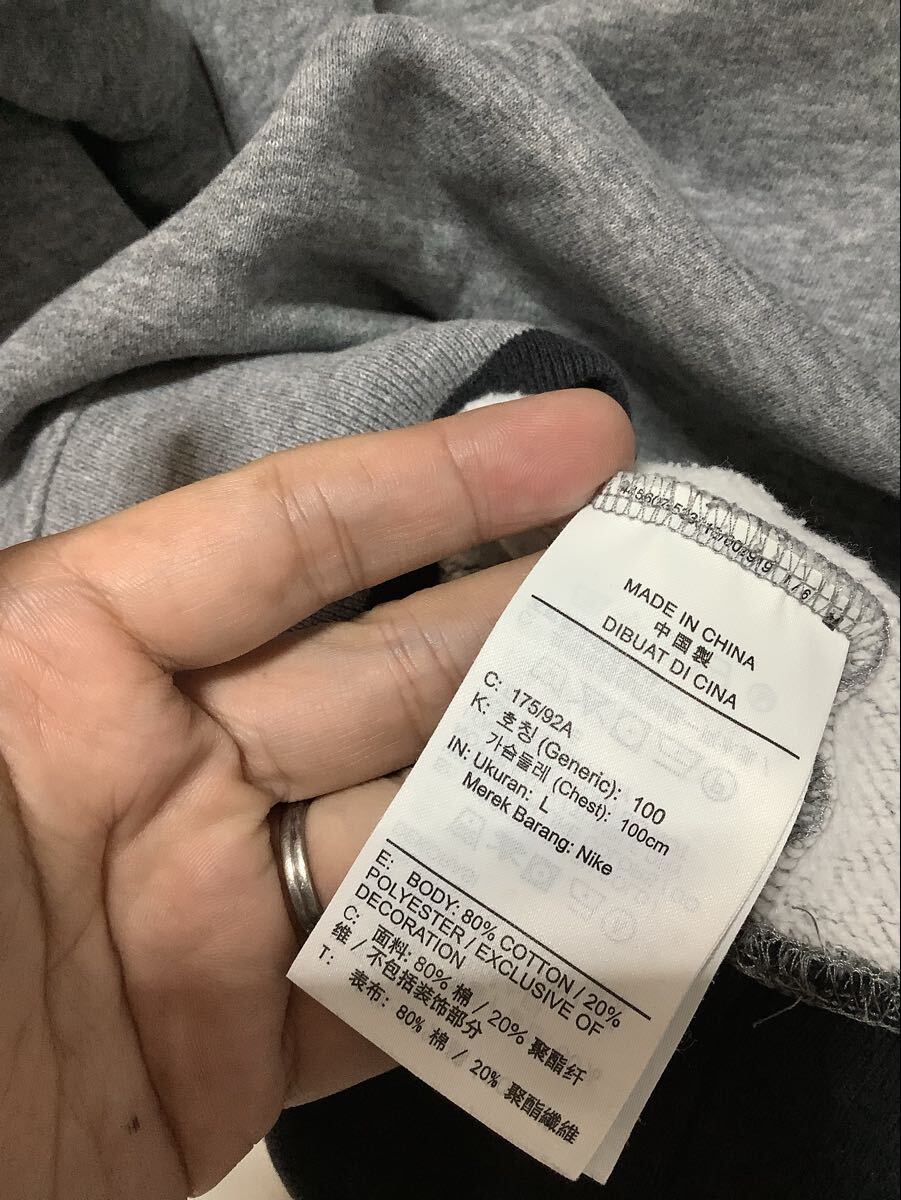 MADE IN CHINA
中国製
DIBUAT DI CINA
C: 175/92A
K: 호칭 (Generic): 100
가슴둘레 (Chest): 100cm
IN: Ukuran: L
Merek Barang: Nike
E: BODY: 80% COTTON / 20%
POLYESTER / EXCLUSIVE OF
DECORATION
C: 面料: 80% 棉 / 20% 聚酯纤
维 / 不包括装饰部分
T: 表布: 80% 棉 / 20% 聚酯纖維